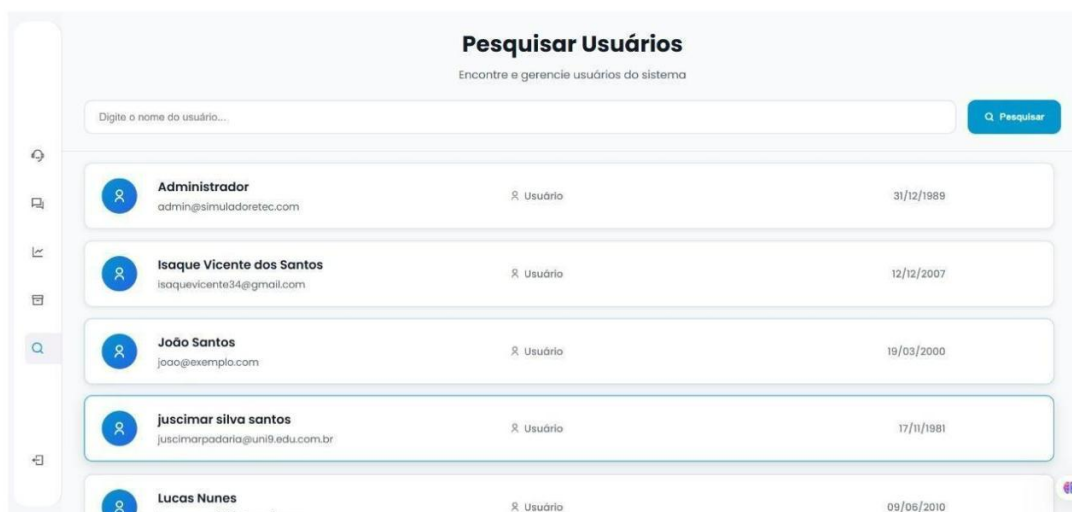 Pesquisar Usuários
Encontre e gerencie usuários do sistema
Digite o nome do usuário...
Pesquisar
Administrador
admin@simuladoretec.com
Usuário
31/12/1989
Isaque Vicente dos Santos
isaquevicente34@gmail.com
Usuário
12/12/2007
João Santos
joao@exemplo.com
Usuário
19/03/2000
juscimar silva santos
juscimarpadaria@uni9.edu.com.br
Usuário
17/11/1981
Lucas Nunes
Usuário
09/06/2010